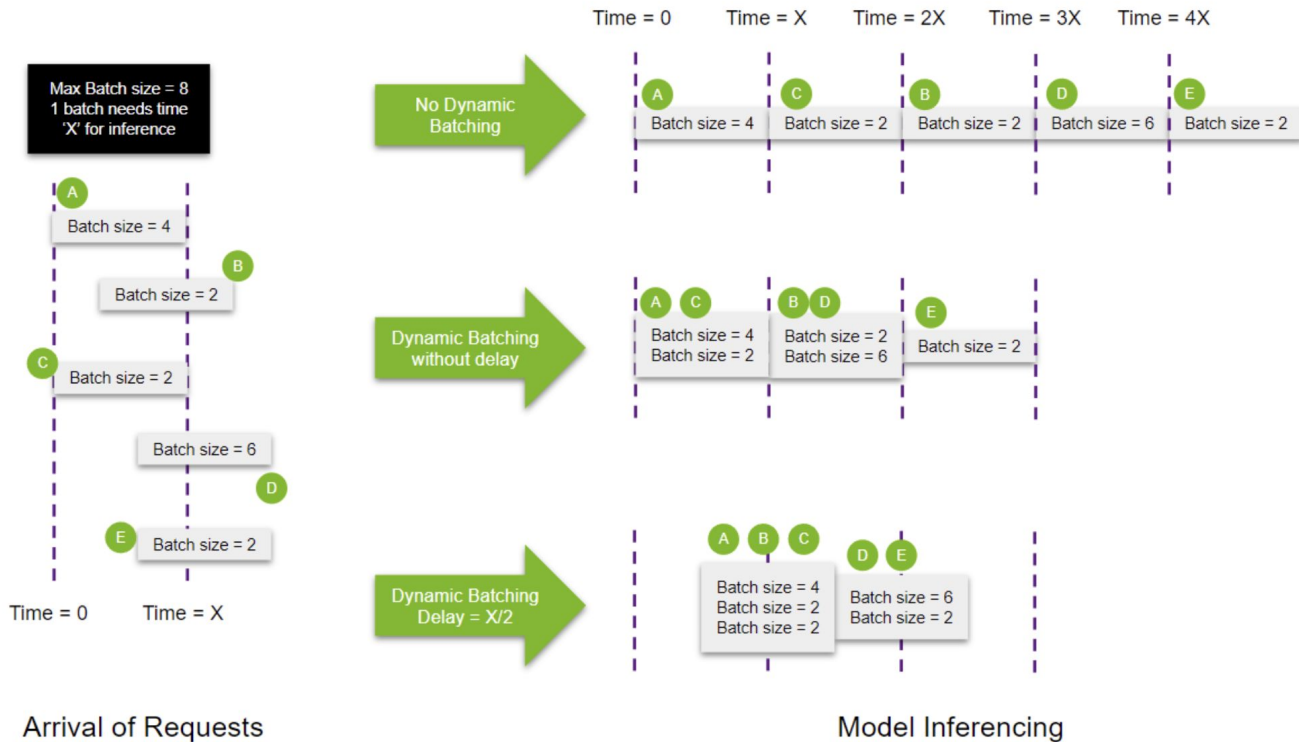 Max Batch size = 8
1 batch needs time
'X' for inference
A
Batch size = 4
B
Batch size = 2
C
Batch size = 2
Batch size = 6
D
E
Batch size = 2
Time = 0
Time = X
Arrival of Requests
No Dynamic
Batching
Time = 0
Time = X
Time = 2X
Time = 3X
Time = 4X
A
C
B
D
E
Batch size = 4
Batch size = 2
Batch size = 2
Batch size = 6
Batch size = 2
Dynamic Batching
without delay
A
C
Batch size = 4
Batch size = 2
B
D
Batch size = 2
Batch size = 6
E
Batch size = 2
Dynamic Batching
Delay = X/2
A
B
C
Batch size = 4
Batch size = 2
Batch size = 2
D
E
Batch size = 6
Batch size = 2
Model Inferencing